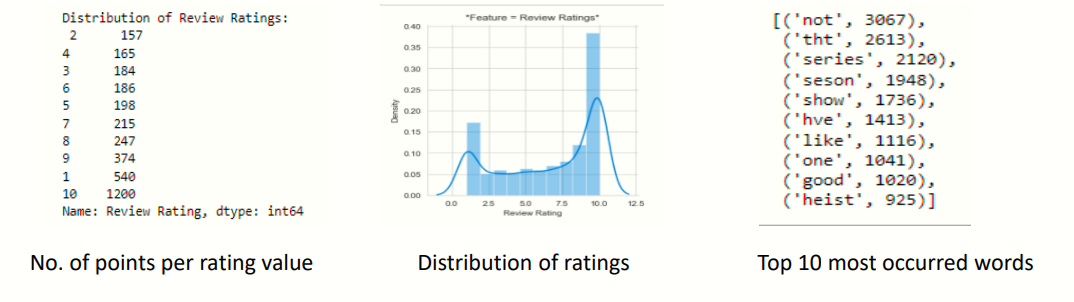 Distribution of Review Ratings:
2 157
4 165
3 184
6 186
5 198
7 215
8 247
9 374
1 540
10 1200
Name: Review Rating, dtype: int64
No. of points per rating value
"Feature = Review Ratings"
0.40
0.35
0.30
0.25
0.20
0.15
0.10
0.05
0.00
Density
0.0 2.5 5.0 7.5 10.0 12.5
Review Rating
Distribution of ratings
[('not', 3067),
('tht', 2613),
('series', 2120),
('seson', 1948),
('show', 1736),
('hve', 1413),
('like', 1116),
('one', 1041),
('good', 1020),
('heist', 925)]
Top 10 most occurred words